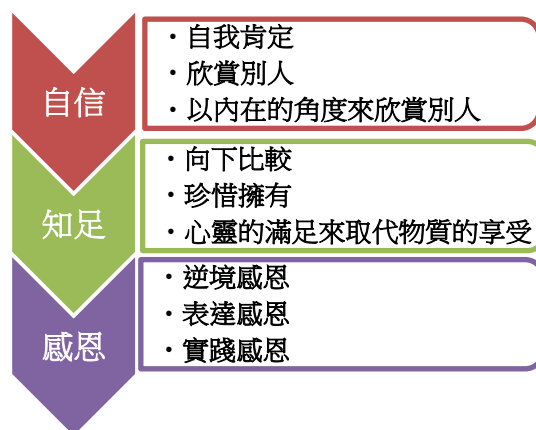 自信
・自我肯定
・欣賞別人
・以內在的角度來欣賞別人
知足
・向下比較
・珍惜擁有
・心靈的滿足來取代物質的享受
感恩
・逆境感恩
・表達感恩
・實踐感恩